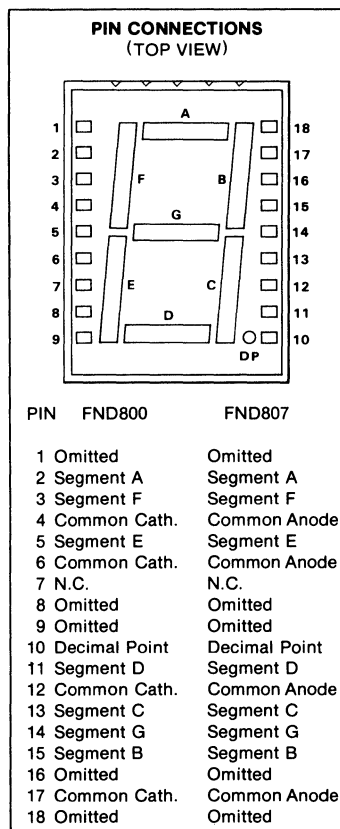 PIN CONNECTIONS
(TOP VIEW)
A
1 18
2 17
3 F B 16
4 15
5 G 14
6 13
7 E C 12
8 D 11
9 10
DP
PIN FND800 FND807
1 Omitted Omitted
2 Segment A Segment A
3 Segment F Segment F
4 Common Cath. Common Anode
5 Segment E Segment E
6 Common Cath. Common Anode
7 N.C. N.C.
8 Omitted Omitted
9 Omitted Omitted
10 Decimal Point Decimal Point
11 Segment D Segment D
12 Common Cath. Common Anode
13 Segment C Segment C
14 Segment G Segment G
15 Segment B Segment B
16 Omitted Omitted
17 Common Cath. Common Anode
18 Omitted Omitted